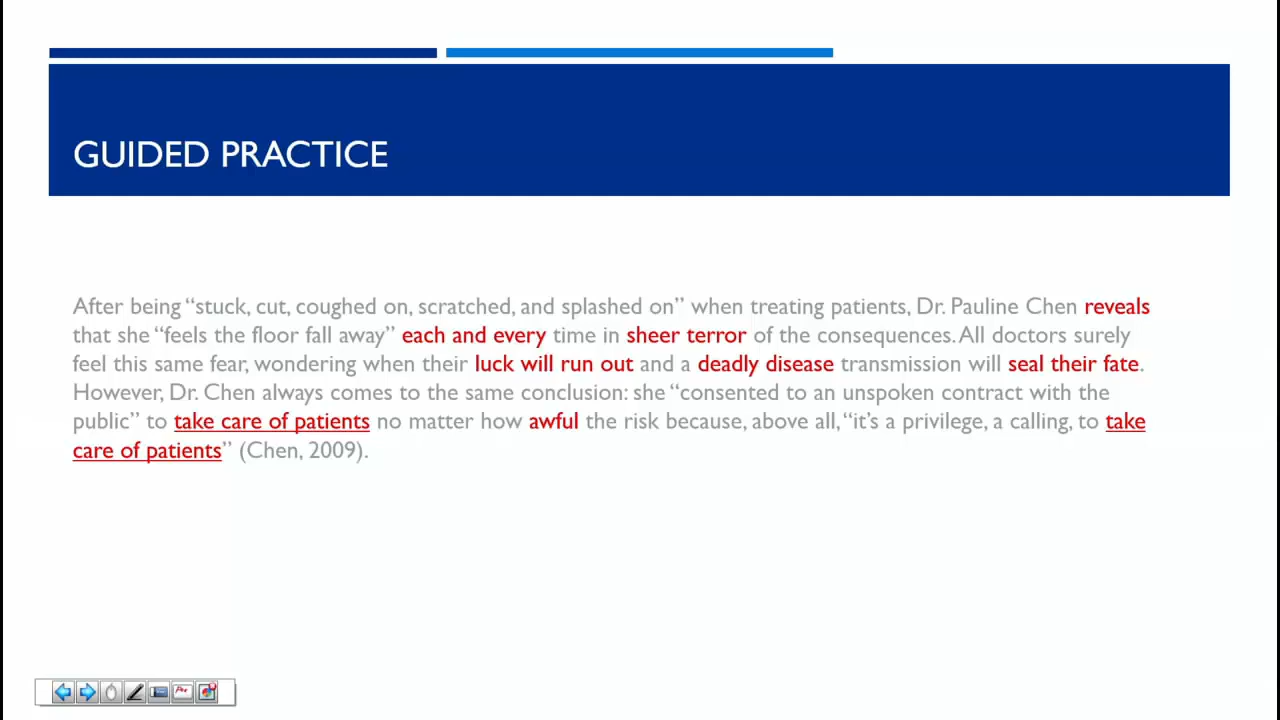 GUIDED PRACTICE
After being “stuck, cut, coughed on, scratched, and splashed on” when treating patients, Dr. Pauline Chen reveals
that she “feels the floor fall away” each and every time in sheer terror of the consequences. All doctors surely
feel this same fear, wondering when their luck will run out and a deadly disease transmission will seal their fate.
However, Dr. Chen always comes to the same conclusion: she “consented to an unspoken contract with the
public” to take care of patients no matter how awful the risk because, above all, “it’s a privilege, a calling, to take
care of patients” (Chen, 2009).